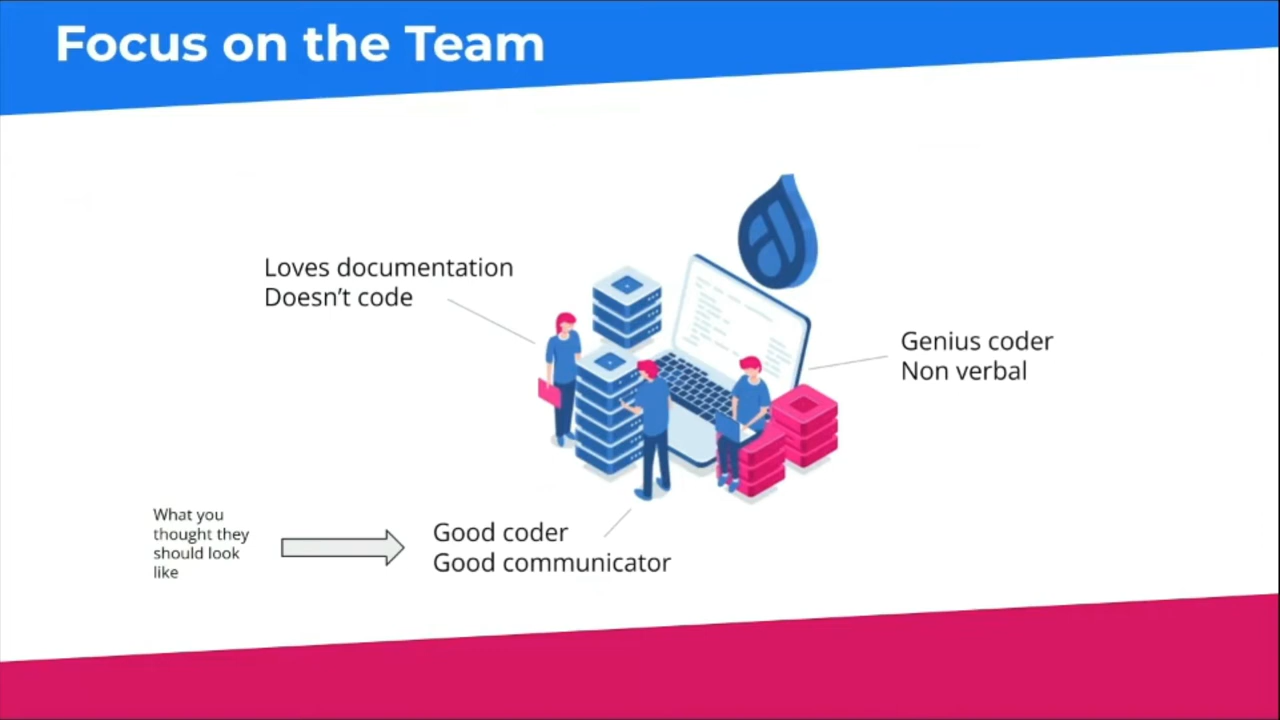 Focus on the Team
Loves documentation
Doesn’t code
Genius coder
Non verbal
What you
thought they
should look
like
Good coder
Good communicator